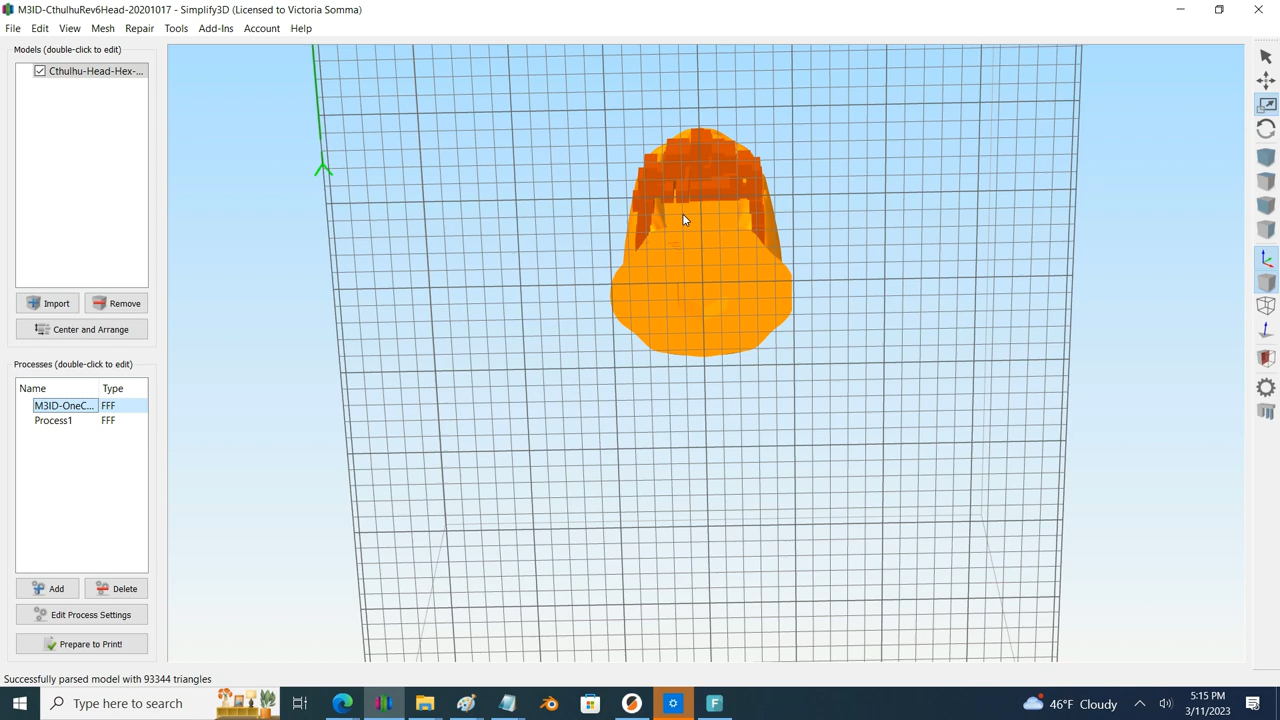 M3ID-CthulhuRev6Head-20201017 - Simplify3D (Licensed to Victoria Somma)
File Edit View Mesh Repair Tools Add-Ins Account Help
Models (double-click to edit)
Cthulhu-Head-Hex-...
Import Remove
Center and Arrange
Processes (double-click to edit)
Name Type
M3ID-OneC... FFF
Process1 FFF
Add Delete
Edit Process Settings
Prepare to Print!
Successfully parsed model with 93344 triangles
Type here to search
46°F Cloudy
5:15 PM
3/11/2023